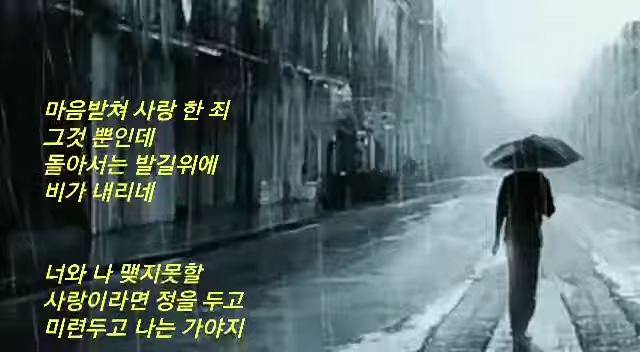 마음받쳐 사랑 한 죄
그것 뿐인데
돌아서는 발길위에
비가 내리네
너와 나 맺지못할
사랑이라면 정을 두고
미련두고 나는 가야지